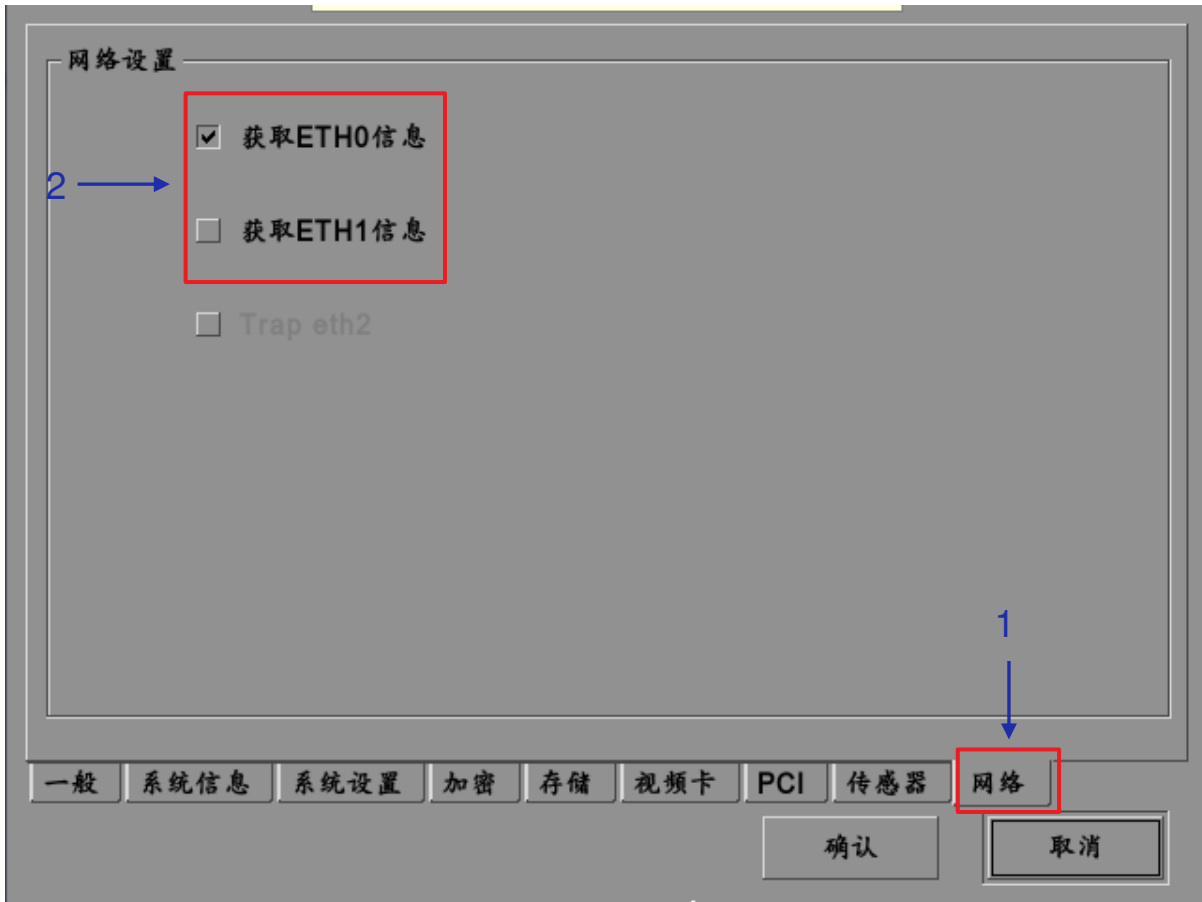 网络设置
获取ETH0信息
2
获取ETH1信息
Trap eth2
1
一般 系统信息 系统设置 加密 存储 视频卡 PCI 传感器 网络
确认 取消